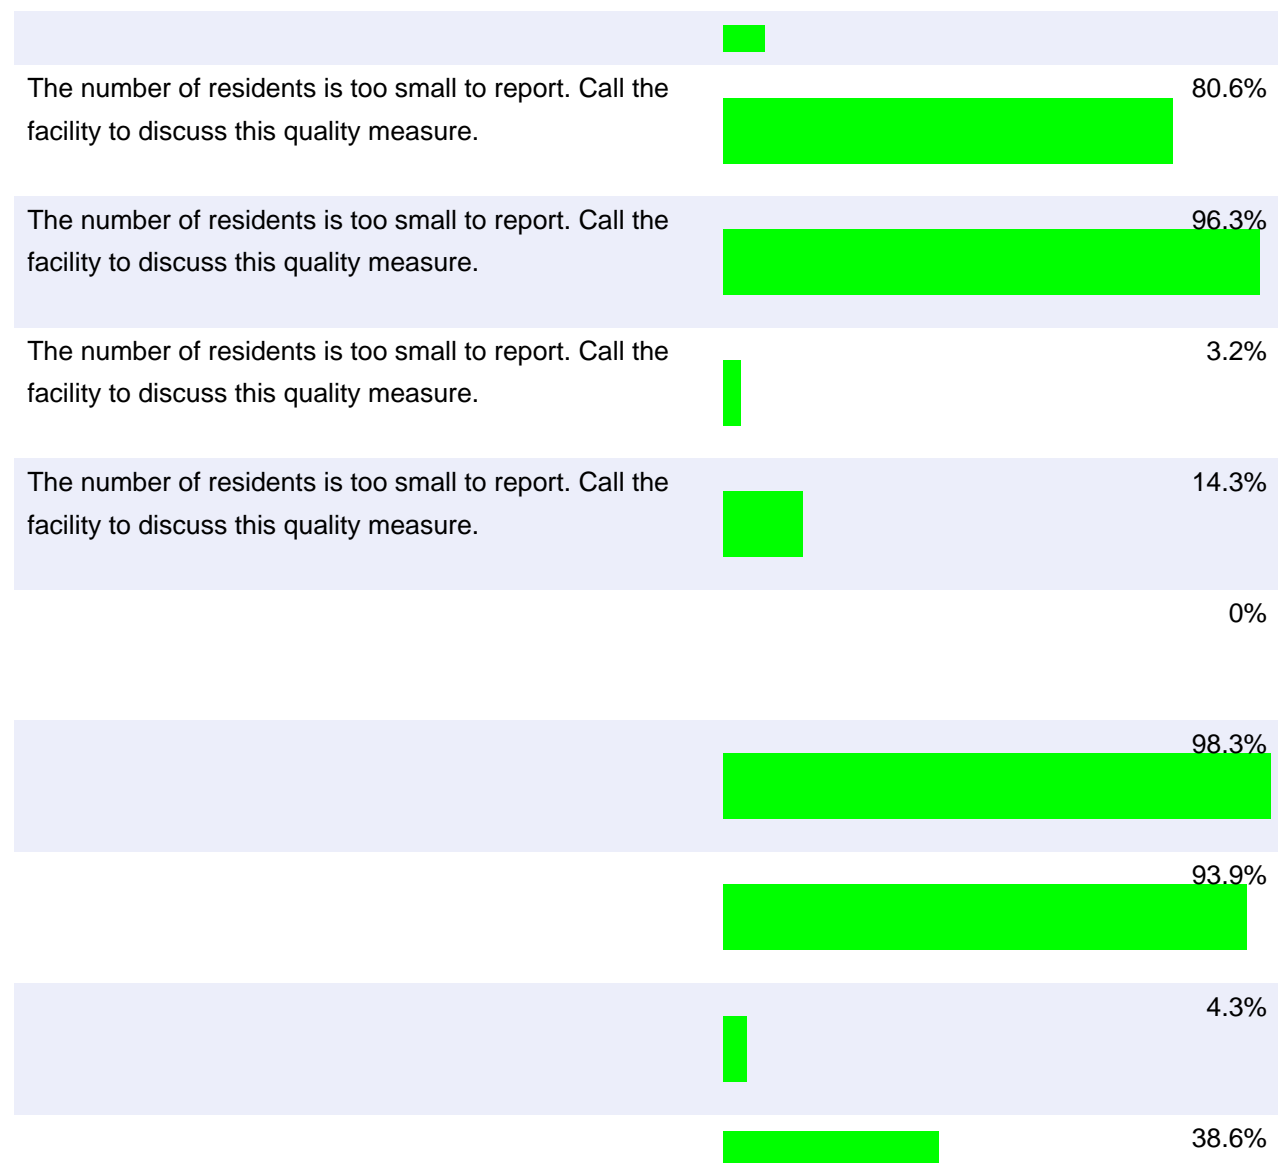 The number of residents is too small to report. Call the
facility to discuss this quality measure.
80.6%
The number of residents is too small to report. Call the
facility to discuss this quality measure.
96.3%
The number of residents is too small to report. Call the
facility to discuss this quality measure.
3.2%
The number of residents is too small to report. Call the
facility to discuss this quality measure.
14.3%
0%
98.3%
93.9%
4.3%
38.6%